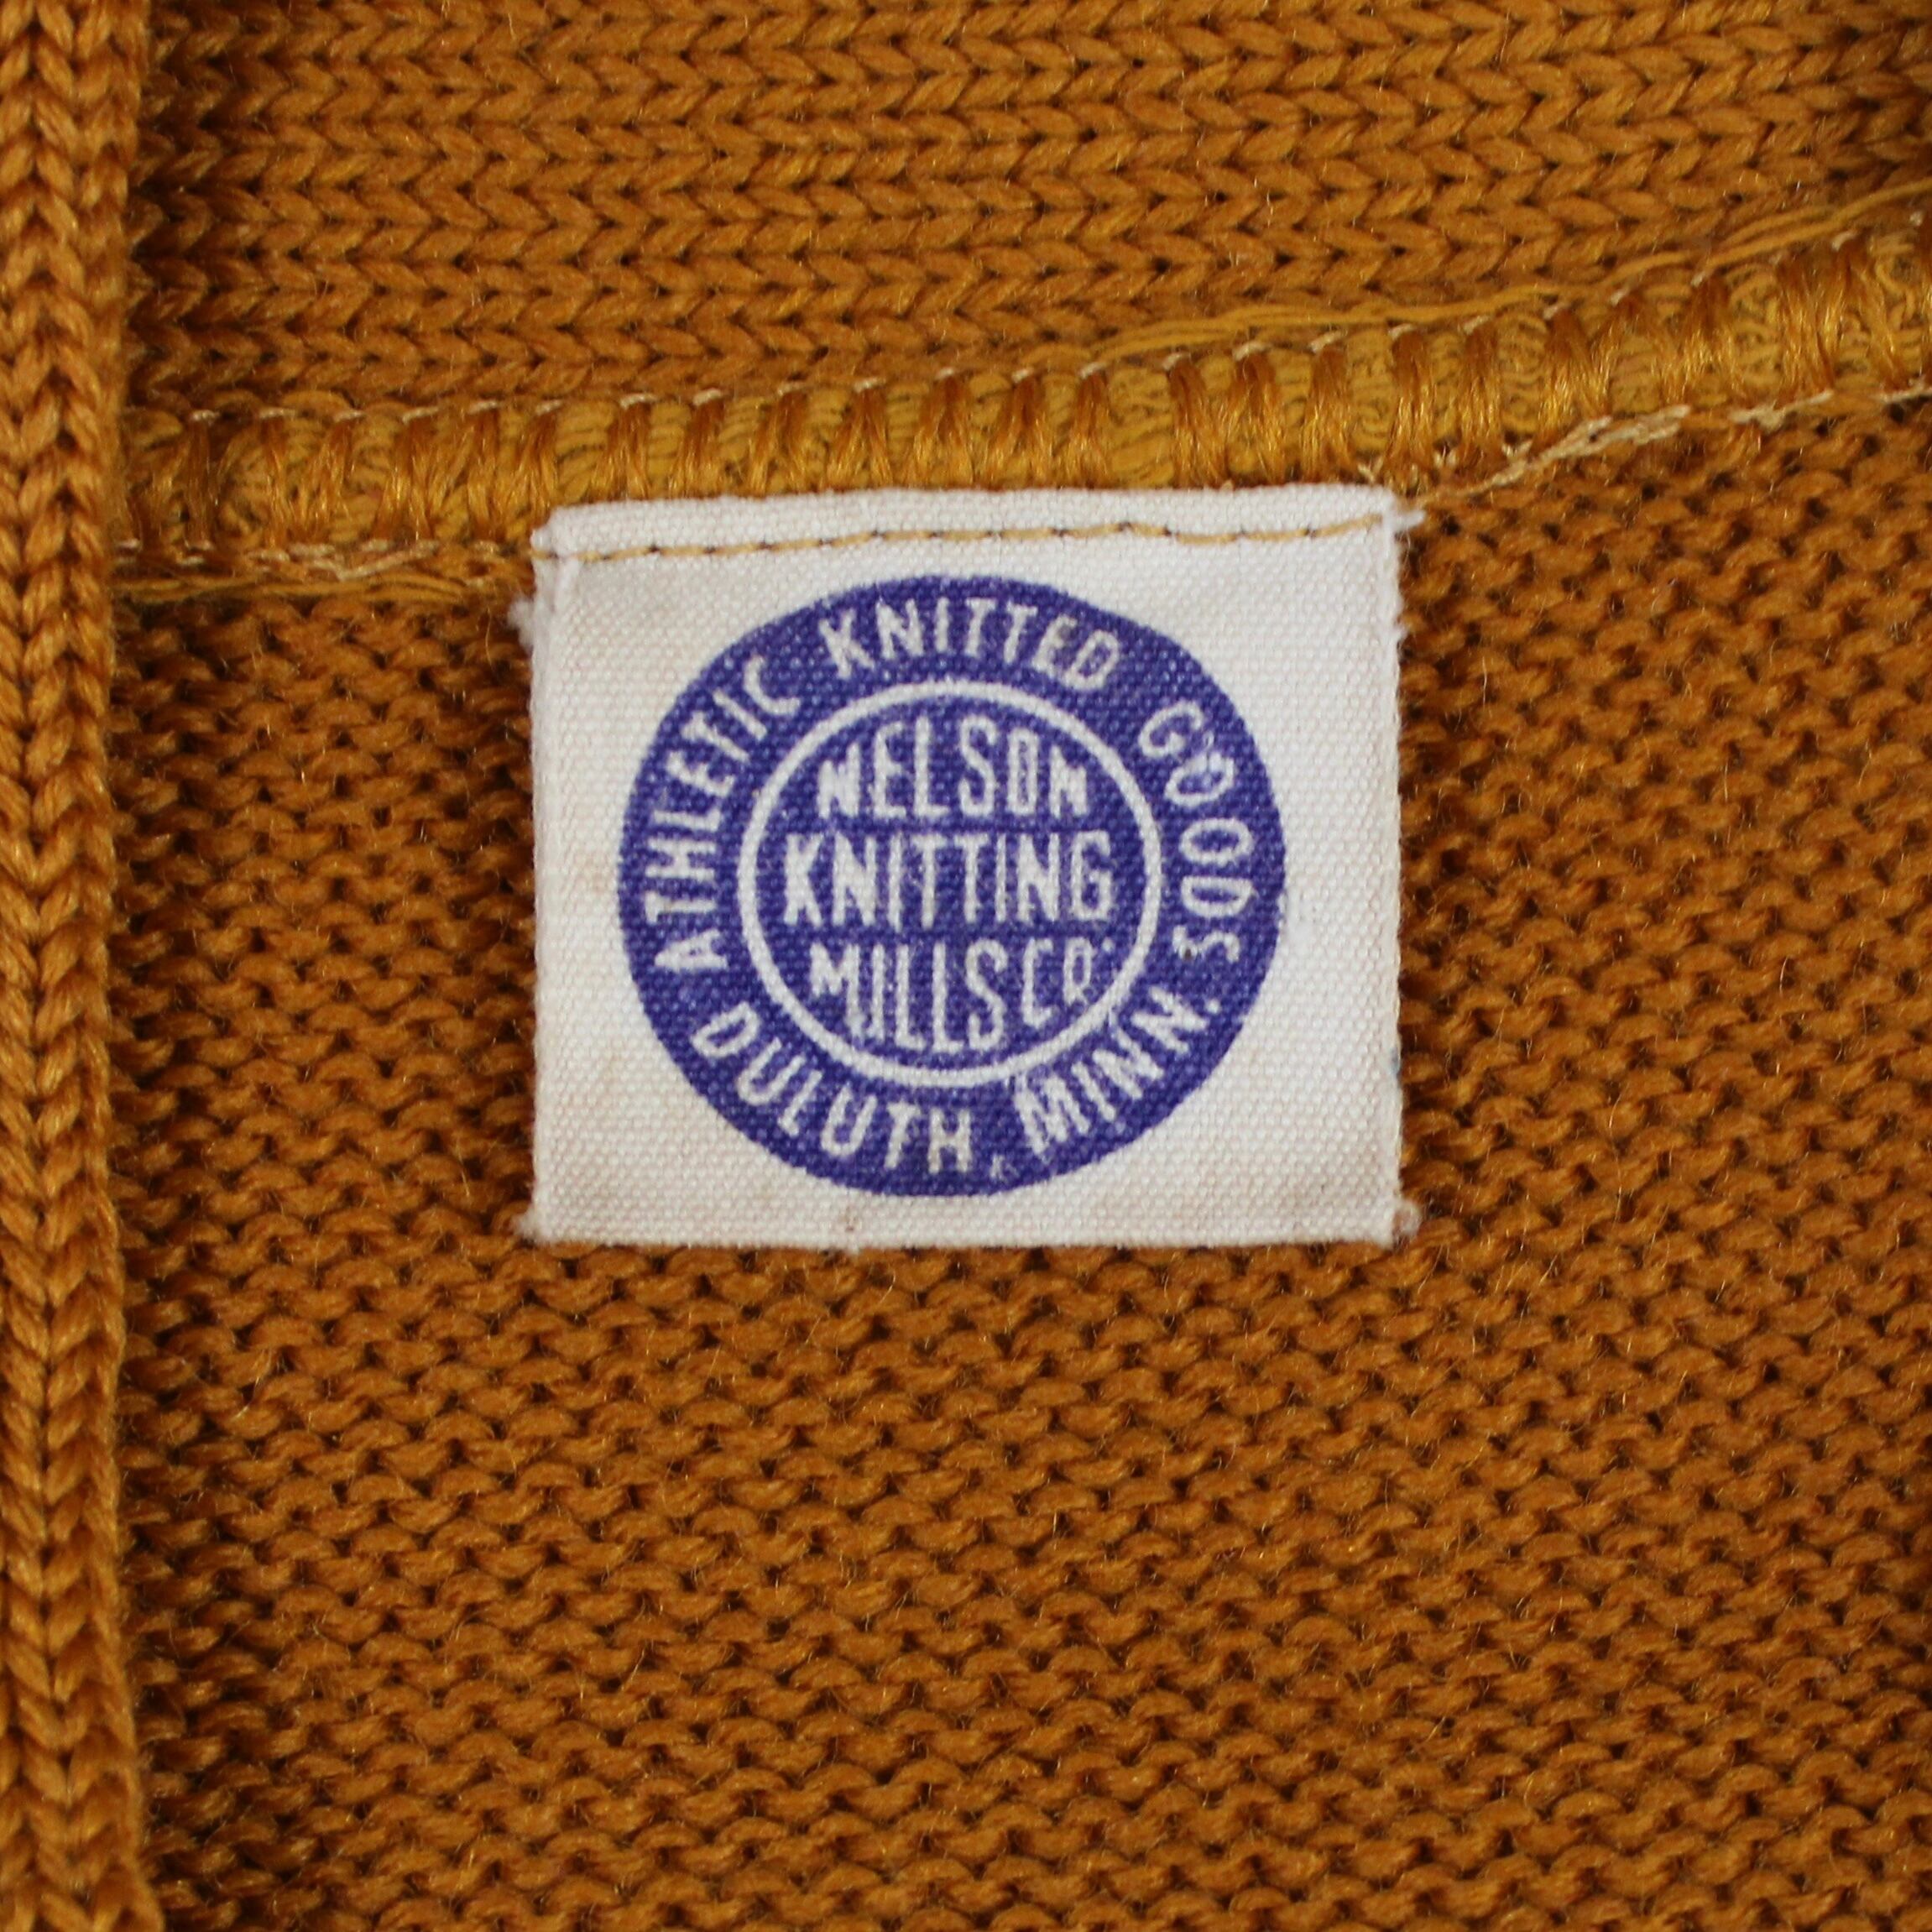 ATHLETIC KNITTED GOODS.
NELSON
KNITTING
MILLS CO.
DULUTH, MINN.